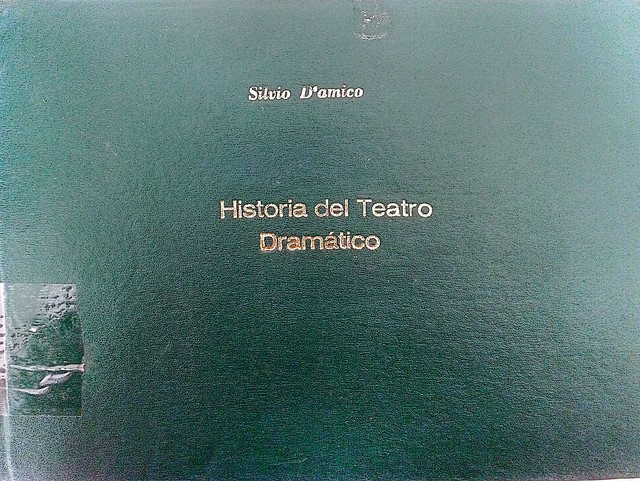 Silvio D'amico
Historia del Teatro
Dramático